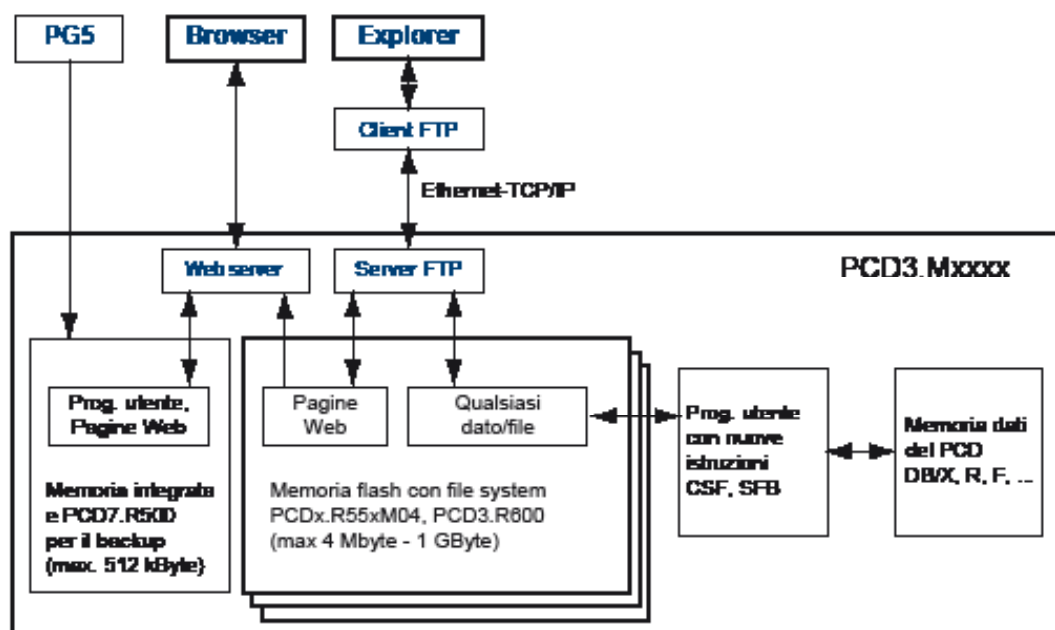 PG5
Browser
Explorer
Client FTP
Ethernet-TCP/IP
Web server
Server FTP
PCD3.Mxxxx
Prog. utente,
Pagine Web
Memoria integrata
e PCD7.R500
per il backup
(max. 512 kByte)
Pagine
Web
Qualsiasi
dato/file
Memoria flash con file system
PCDx.R55xM04, PCD3.R600
(max 4 Mbyte - 1 GByte)
Prog. utente
con nuove
istruzioni
CSF, SFB
Memoria dati
del PCD
DB/X, R, F, ...